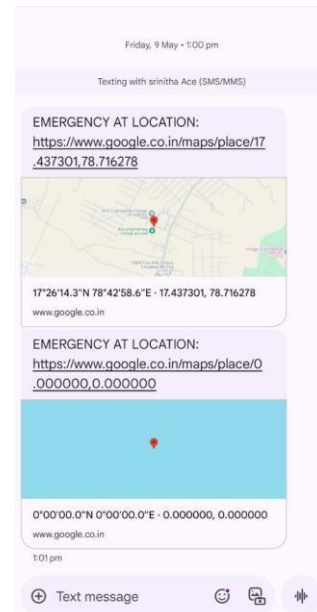 Friday, 9 May • 1:00 pm
Texting with srinitha Ace (SMS/MMS)
EMERGENCY AT LOCATION:
https://www.google.co.in/maps/place/17
.437301,78.716278
17°26'14.3"N 78°42'58.6"E · 17.437301, 78.716278
www.google.co.in
EMERGENCY AT LOCATION:
https://www.google.co.in/maps/place/0
.000000,0.000000
0°00'00.0"N 0°00'00.0"E · 0.000000, 0.000000
www.google.co.in
1:01 pm
Text message